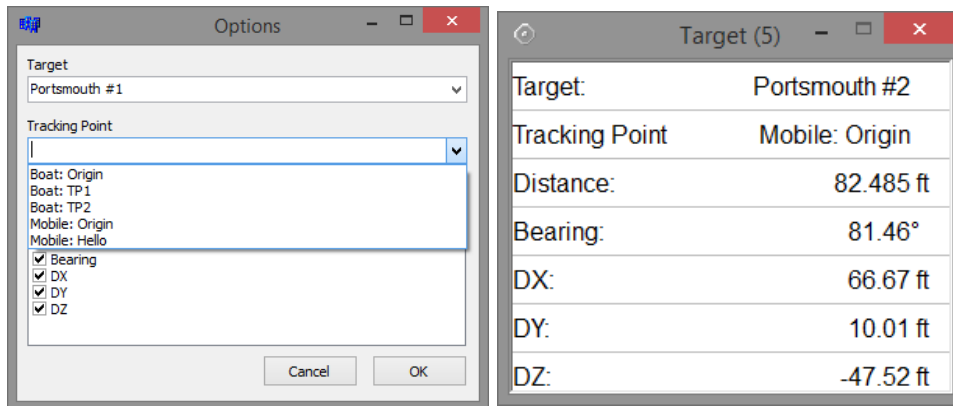 Options
Target
Portsmouth #1
Tracking Point
Boat: Origin
Boat: TP1
Boat: TP2
Mobile: Origin
Mobile: Hello
Bearing
DX
DY
DZ
Cancel OK
Target (5)
Target: Portsmouth #2
Tracking Point Mobile: Origin
Distance: 82.485 ft
Bearing: 81.46°
DX: 66.67 ft
DY: 10.01 ft
DZ: -47.52 ft